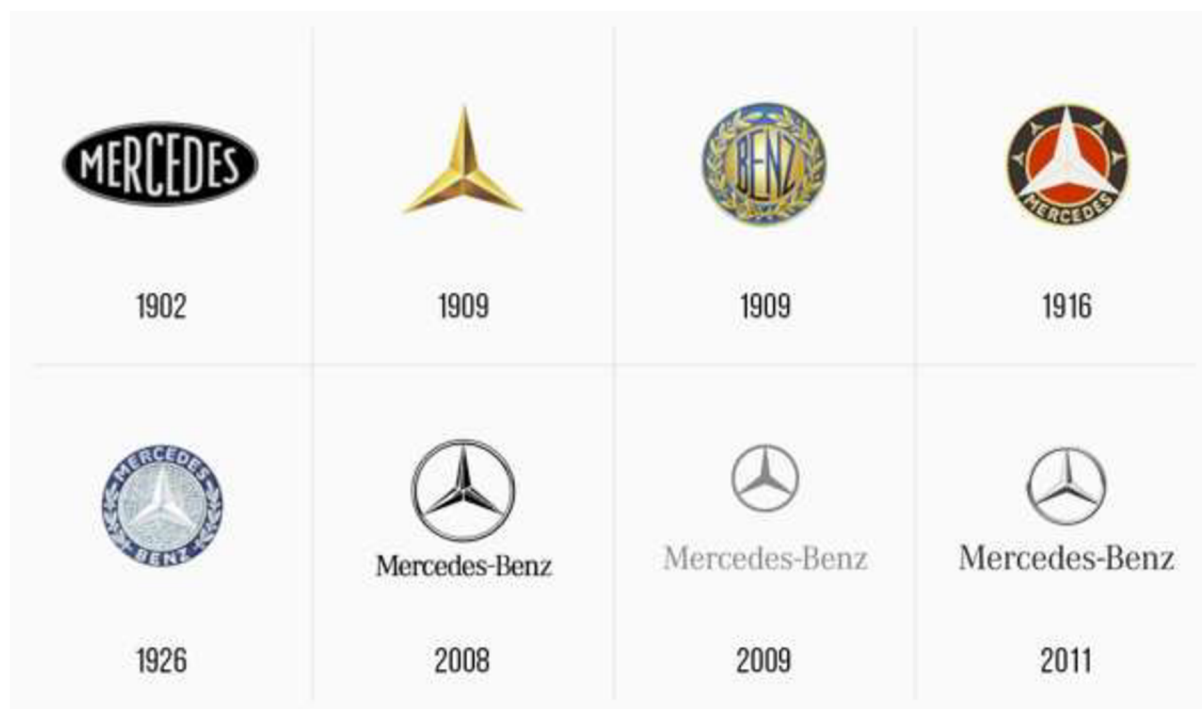 MERCEDES
BENZ
MERCEDES
1902
1909
1909
1916
MERCEDES
BENZ
Mercedes-Benz
Mercedes-Benz
Mercedes-Benz
1926
2008
2009
2011